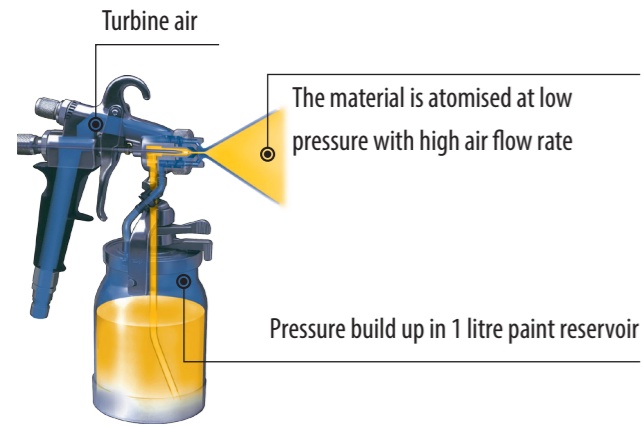 Turbine air
The material is atomised at low
pressure with high air flow rate
Pressure build up in 1 litre paint reservoir